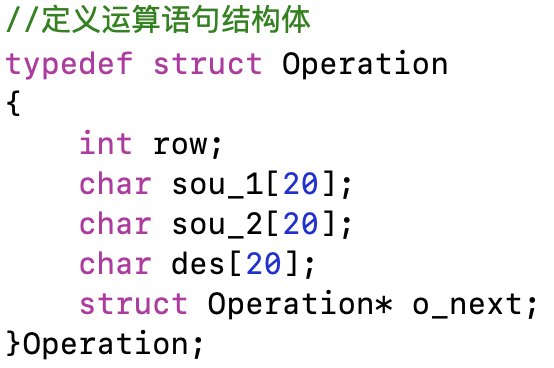 //定义运算语句结构体
typedef struct Operation
{
    int row;
    char sou_1[20];
    char sou_2[20];
    char des[20];
    struct Operation* o_next;
}Operation;